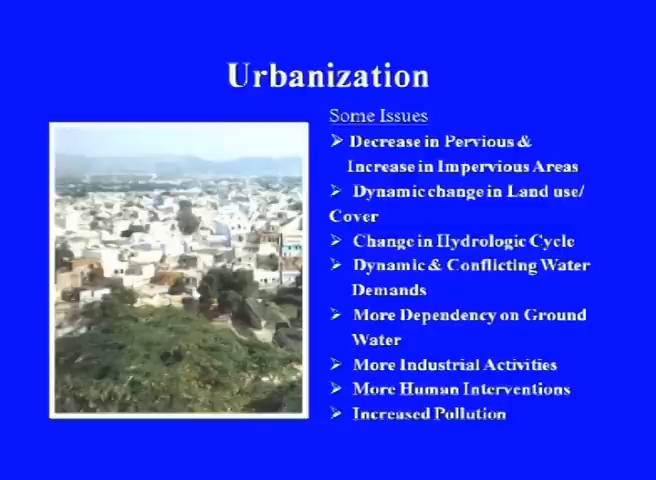 Urbanization
Some Issues
➢ Decrease in Pervious &
Increase in Impervious Areas
➢ Dynamic change in Land use/
Cover
➢ Change in Hydrologic Cycle
➢ Dynamic & Conflicting Water
Demands
➢ More Dependency on Ground
Water
➢ More Industrial Activities
➢ More Human Interventions
➢ Increased Pollution